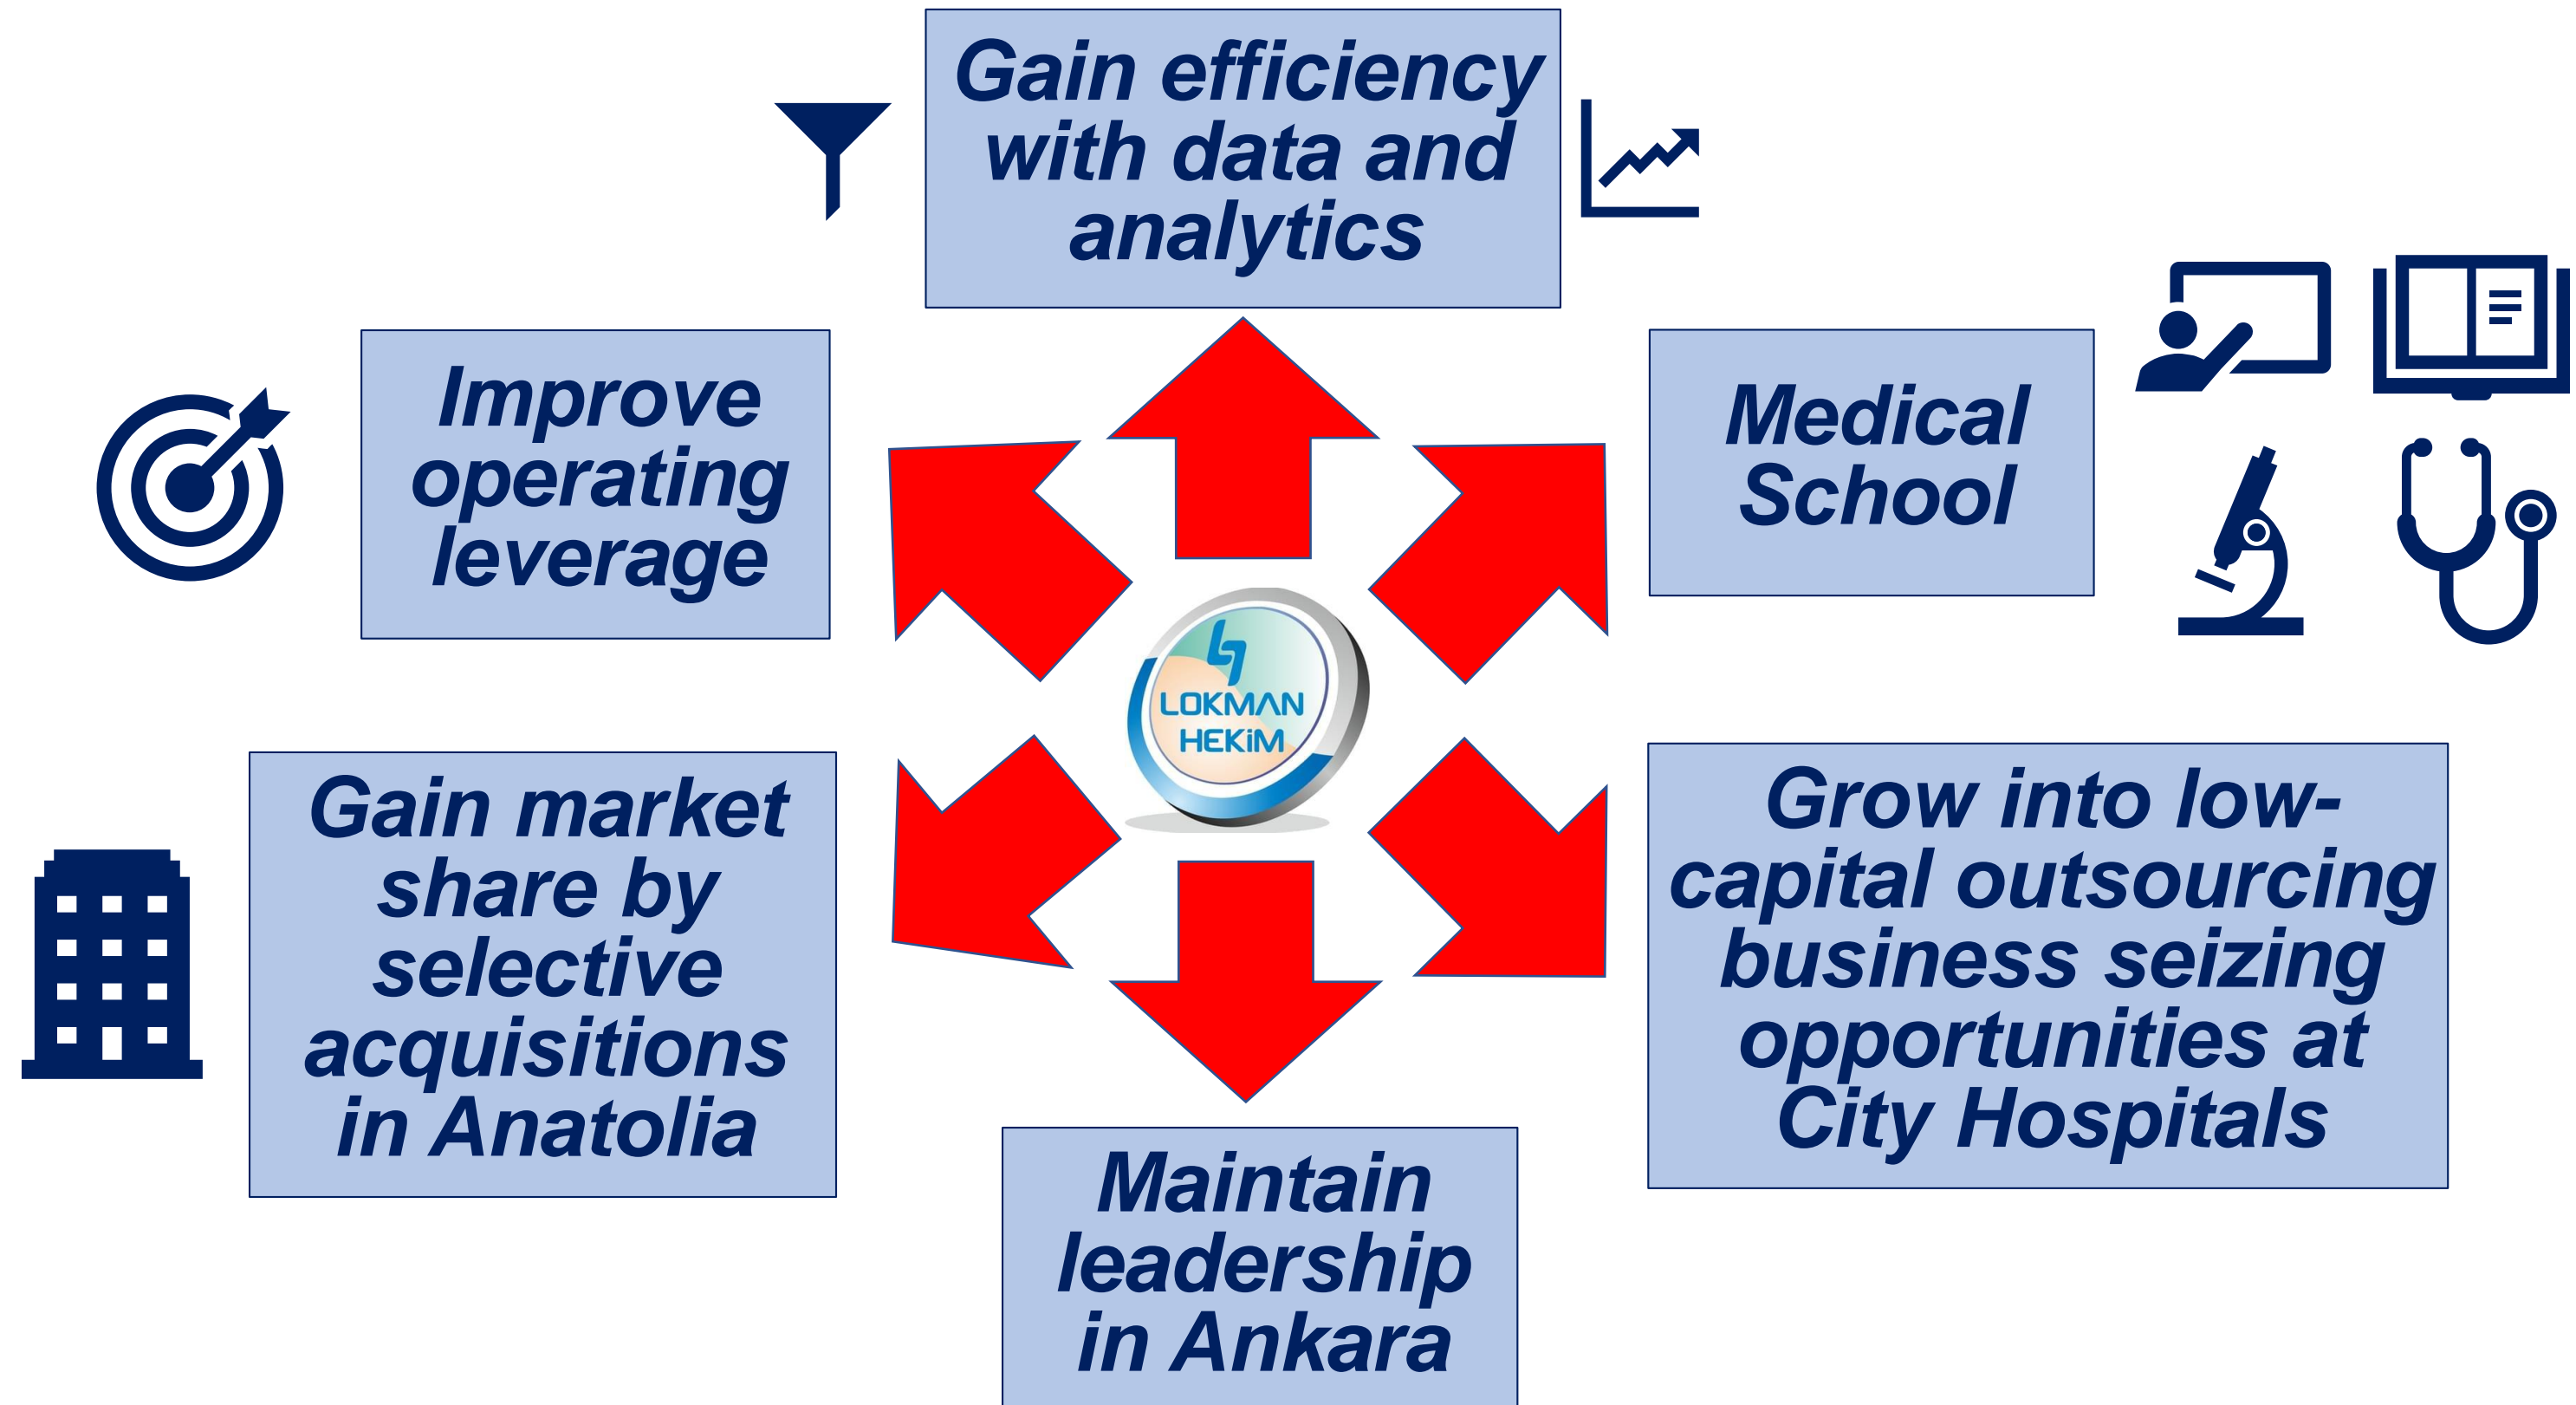 Gain efficiency
with data and
analytics
Improve
operating
leverage
Medical
School
LOKMAN
HEKiM
Gain market
share by
selective
acquisitions
in Anatolia
Grow into low-
capital outsourcing
business seizing
opportunities at
City Hospitals
Maintain
leadership
in Ankara